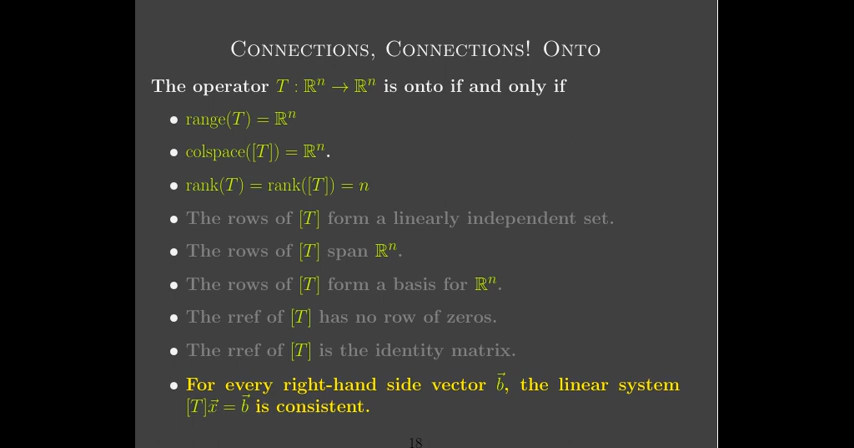 CONNECTIONS, CONNECTIONS! ONTO
The operator T : ℝⁿ → ℝⁿ is onto if and only if
• range(T) = ℝⁿ
• colspace([T]) = ℝⁿ.
• rank(T) = rank([T]) = n
• The rows of [T] form a linearly independent set.
• The rows of [T] span ℝⁿ.
• The rows of [T] form a basis for ℝⁿ.
• The rref of [T] has no row of zeros.
• The rref of [T] is the identity matrix.
• For every right-hand side vector b⃗, the linear system
[T]x⃗ = b⃗ is consistent.
18